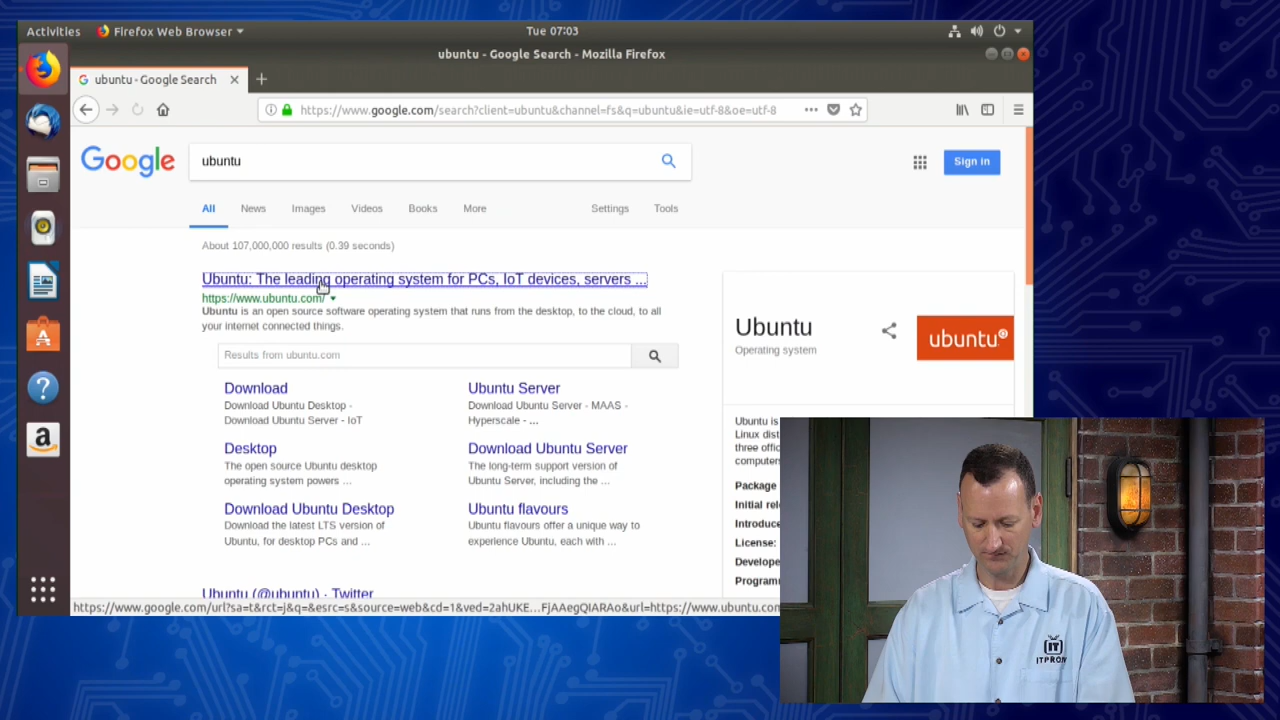 Activities Firefox Web Browser Tue 07:03
ubuntu - Google Search - Mozilla Firefox
ubuntu - Google Search
https://www.google.com/search?client=ubuntu&channel=fs&q=ubuntu&ie=utf-8&oe=utf-8
Google ubuntu Sign in
All News Images Videos Books More Settings Tools
About 107,000,000 results (0.39 seconds)
Ubuntu: The leading operating system for PCs, IoT devices, servers ...
https://www.ubuntu.com/
Ubuntu is an open source software operating system that runs from the desktop, to the cloud, to all
your internet connected things.
Results from ubuntu.com
Download
Download Ubuntu Desktop -
Download Ubuntu Server - IoT
Ubuntu Server
Download Ubuntu Server - MAAS -
Hyperscale - ...
Desktop
The open source Ubuntu desktop
operating system powers ...
Download Ubuntu Server
The long-term support version of
Ubuntu Server, including the ...
Download Ubuntu Desktop
Download the latest LTS version of
Ubuntu, for desktop PCs and ...
Ubuntu flavours
Ubuntu flavours offer a unique way to
experience Ubuntu, each with ...
Ubuntu (@ubuntu) · Twitter
https://www.google.com/url?sa=t&rct=j&q=&esrc=s&source=web&cd=1&ved=2ahUKE...FjAAegQIARAo&url=https://www.ubuntu.con
Ubuntu
Operating system
ubuntu
Ubuntu is
Linux dist
three offic
computers
Package
Initial rel
Introduce
License:
Develope
Programm
a
IT
ITPRO